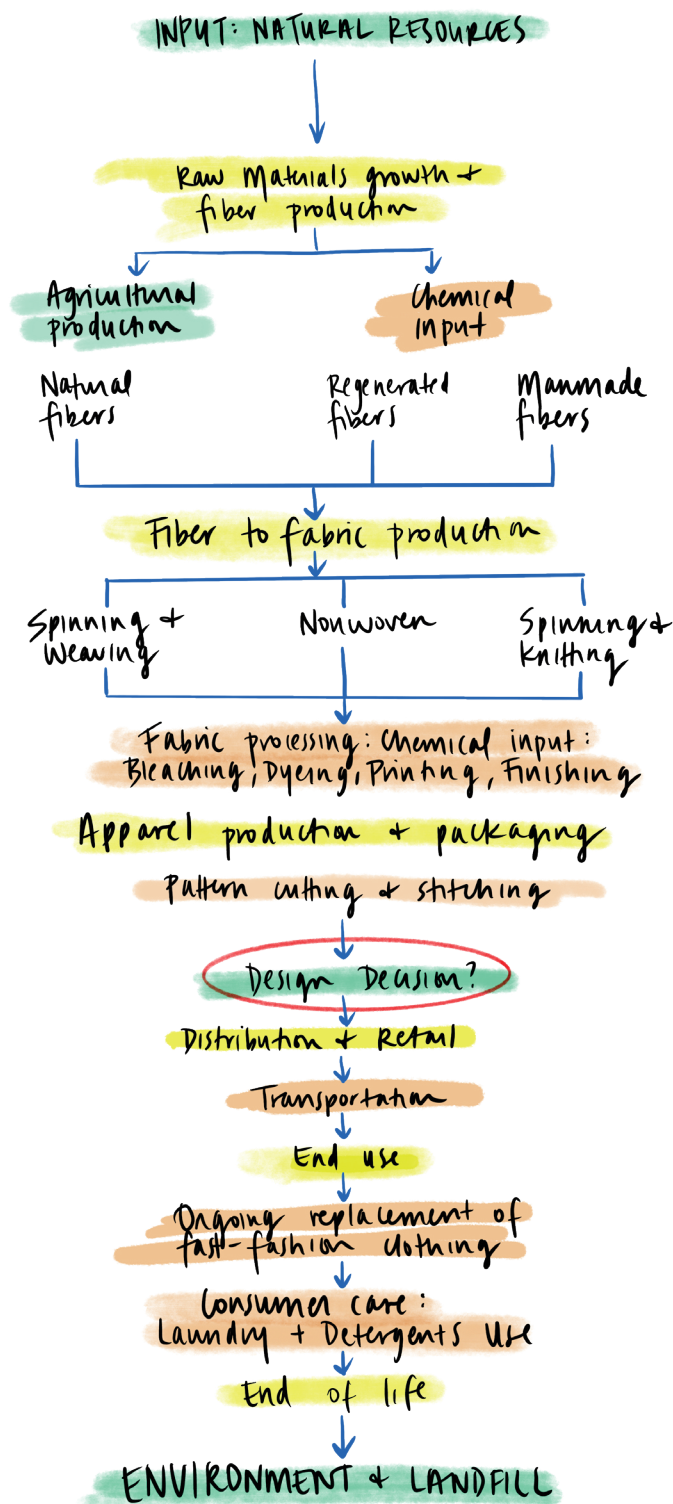 INPUT: NATURAL RESOURCES
Raw Materials growth +
fiber production
Agricultural
production
Chemical
input
Natural
fibers
Regenerated
fibers
Manmade
fibers
Fiber to fabric production
Spinning +
Weaving
Nonwoven
Spinning +
Knitting
Fabric processing: Chemical input:
Bleaching, Dyeing, Printing, Finishing
Apparel production + packaging
Pattern cutting + stitching
Design Decision?
Distribution + Retail
Transportation
End use
Ongoing replacement of
fast-fashion clothing
Consumer care:
Laundry + Detergents Use
End of life
ENVIRONMENT + LANDFILL